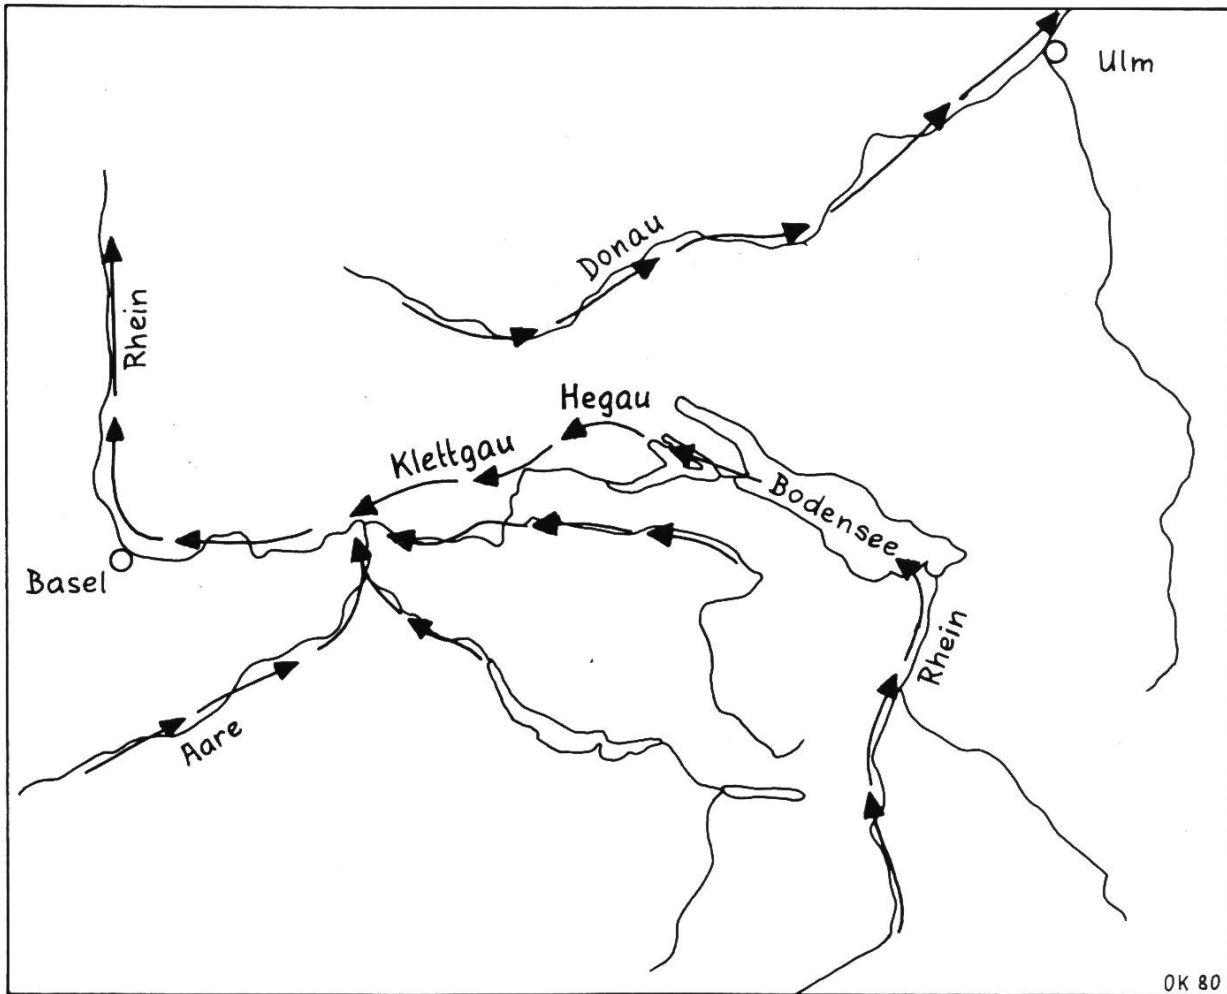 Ulm
Donau
Rhein
Hegau
Klettgau
Bodensee
Basel
Rhein
Aare
OK 80